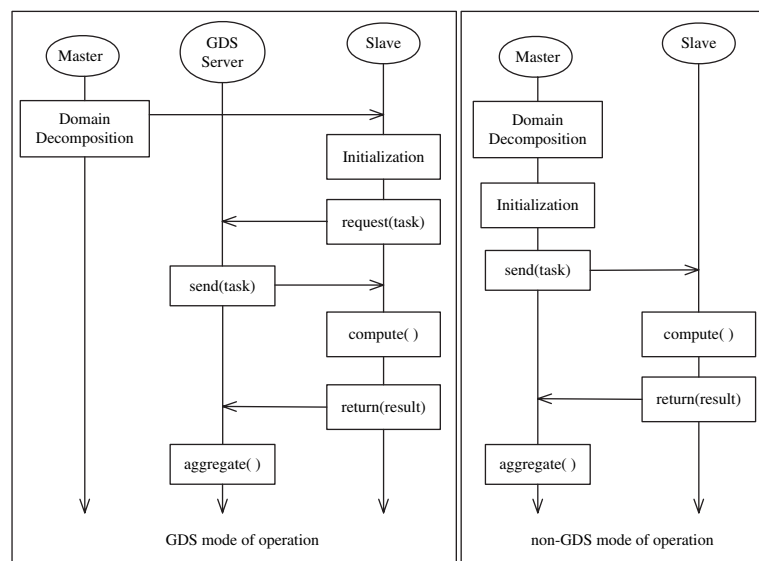 Master
GDS
Server
Slave
Domain
Decomposition
Initialization
request(task)
send(task)
compute( )
return(result)
aggregate( )
GDS mode of operation
Master
Slave
Domain
Decomposition
Initialization
send(task)
compute( )
return(result)
aggregate( )
non-GDS mode of operation